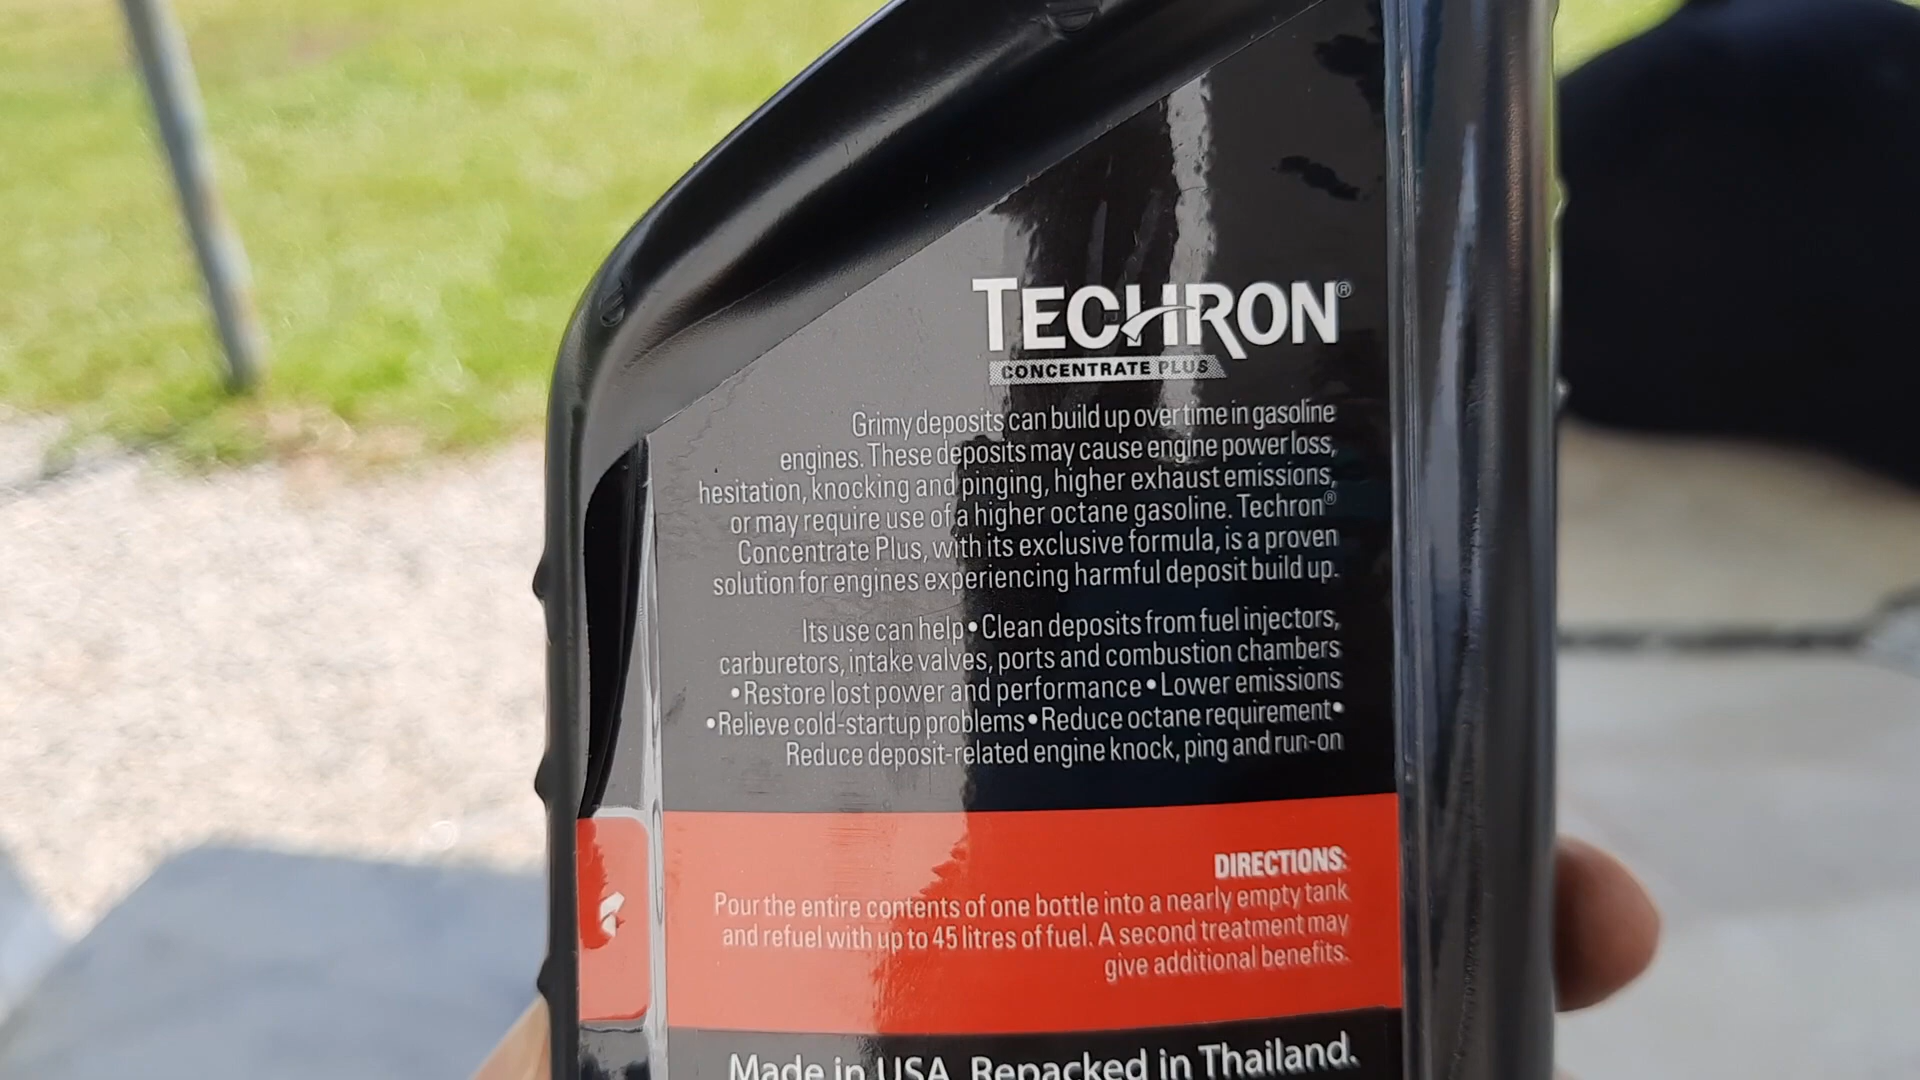 TECHRON®
CONCENTRATE PLUS
Grimy deposits can build up over time in gasoline
engines. These deposits may cause engine power loss,
hesitation, knocking and pinging, higher exhaust emissions,
or may require use of a higher octane gasoline. Techron®
Concentrate Plus, with its exclusive formula, is a proven
solution for engines experiencing harmful deposit build up.
Its use can help • Clean deposits from fuel injectors,
carburetors, intake valves, ports and combustion chambers
• Restore lost power and performance • Lower emissions
• Relieve cold-startup problems • Reduce octane requirement •
Reduce deposit-related engine knock, ping and run-on
DIRECTIONS:
Pour the entire contents of one bottle into a nearly empty tank
and refuel with up to 45 litres of fuel. A second treatment may
give additional benefits.
Made in USA. Repacked in Thailand.